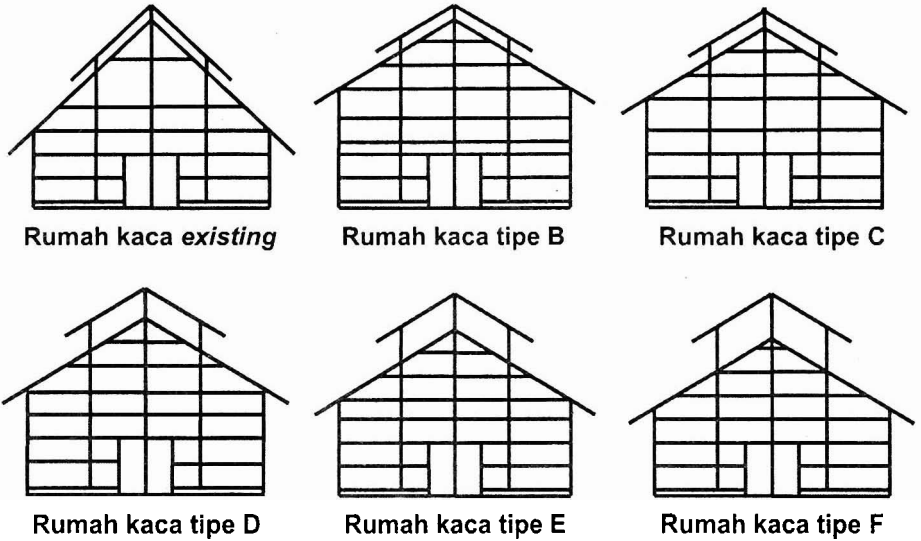 Rumah kaca existing
Rumah kaca tipe B
Rumah kaca tipe C
Rumah kaca tipe D
Rumah kaca tipe E
Rumah kaca tipe F